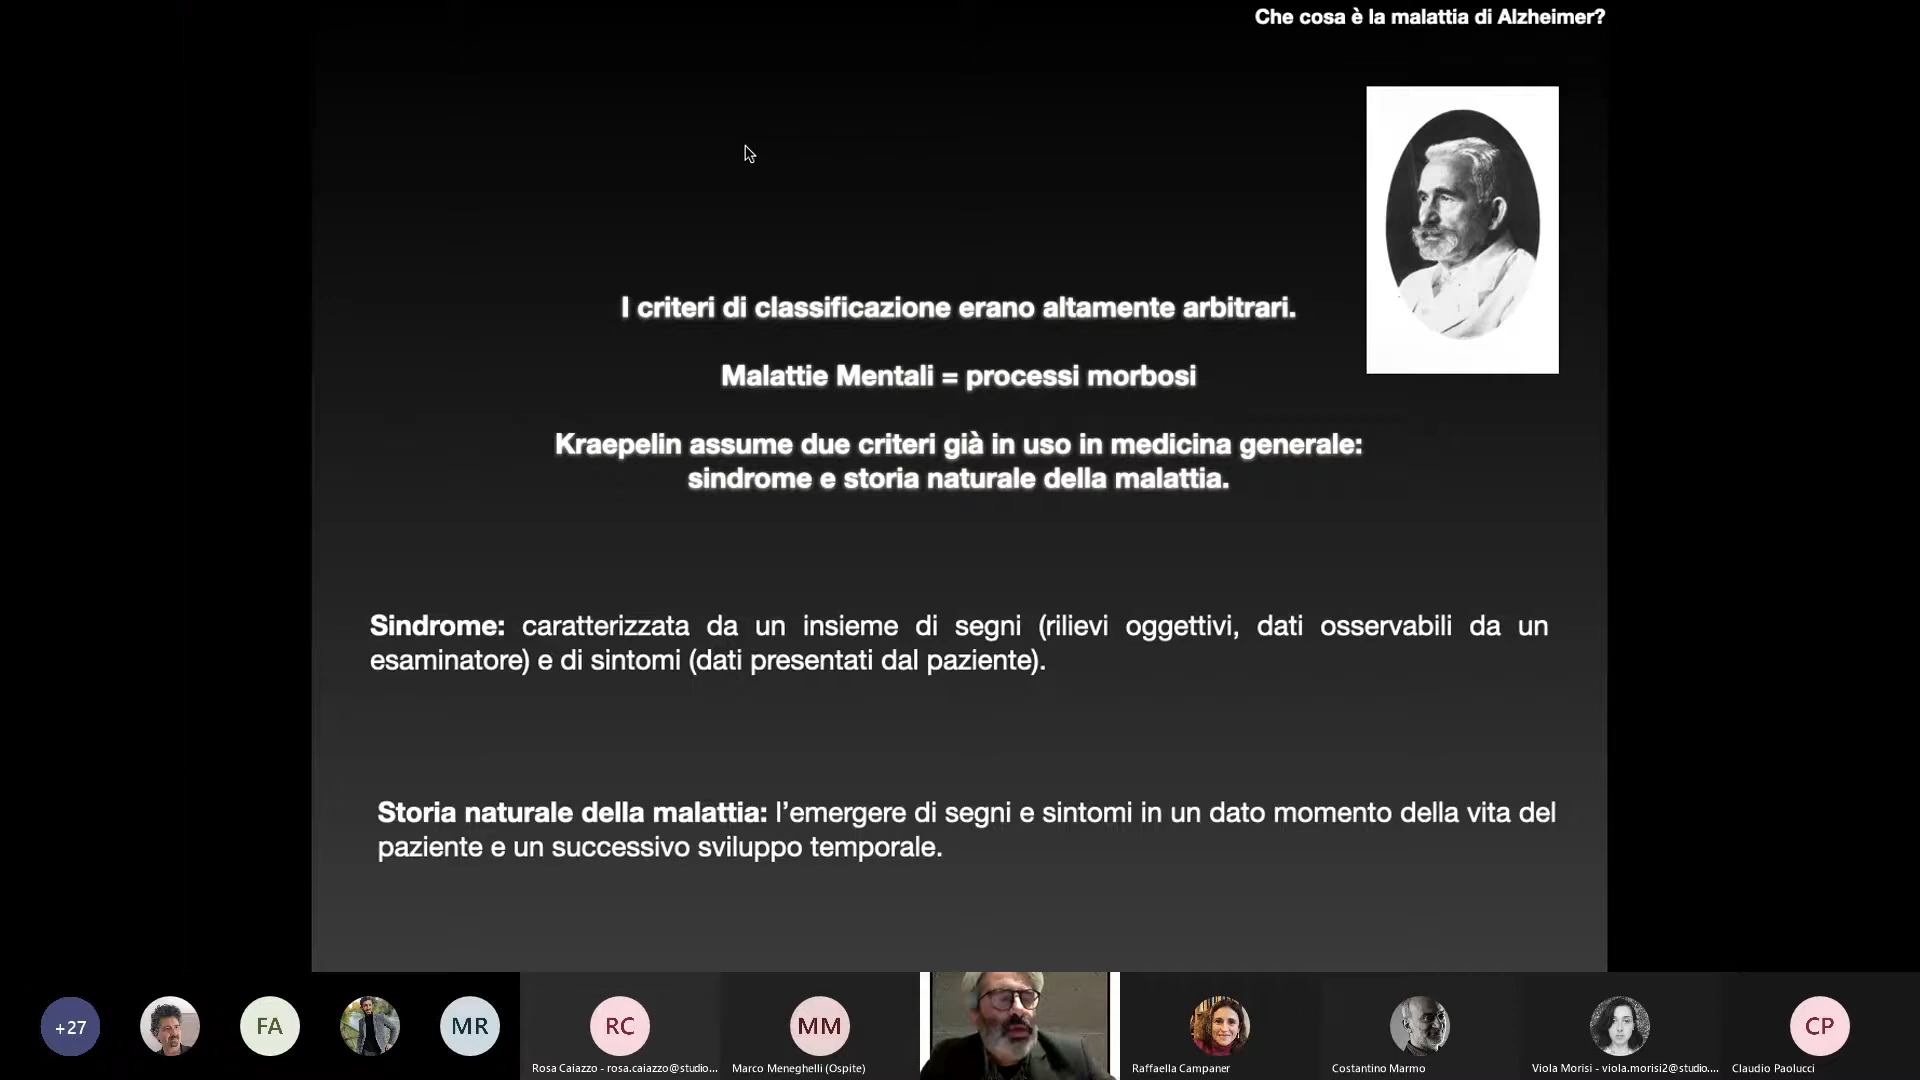 Che cosa è la malattia di Alzheimer?
I criteri di classificazione erano altamente arbitrari.
Malattie Mentali = processi morbosi
Kraepelin assume due criteri già in uso in medicina generale:
sindrome e storia naturale della malattia.
Sindrome: caratterizzata da un insieme di segni (rilievi oggettivi, dati osservabili da un
esaminatore) e di sintomi (dati presentati dal paziente).
Storia naturale della malattia: l’emergere di segni e sintomi in un dato momento della vita del
paziente e un successivo sviluppo temporale.
+27
FA
MR
RC
MM
CP
Rosa Caiazzo - rosa.caiazzo@studio...
Marco Meneghelli (Ospite)
Raffaella Campaner
Costantino Marmo
Viola Morisi - viola.morisi2@studio....
Claudio Paolucci